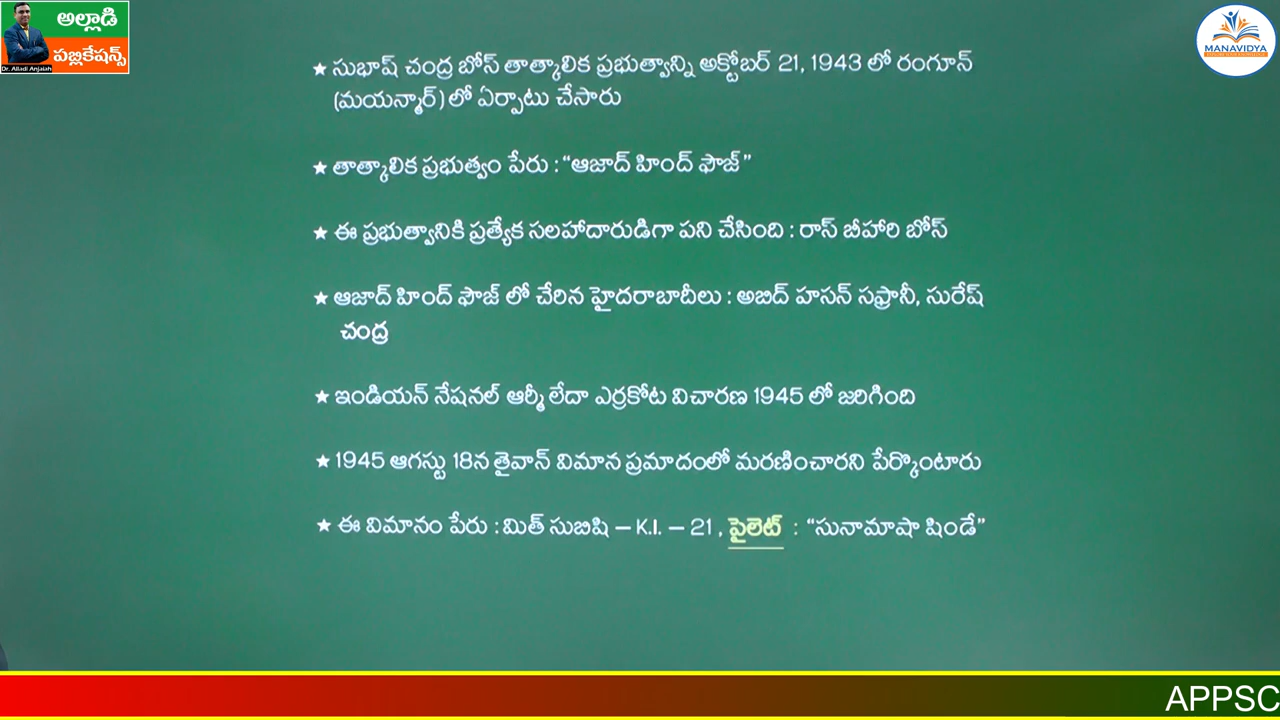 అల్లాడి
పబ్లికేషన్స్
Dr. Alladi Anjaiah
MANAVIDYA
★ సుభాష్ చంద్ర బోస్ తాత్కాలిక ప్రభుత్వాన్ని అక్టోబర్ 21, 1943 లో రంగూన్
(మయన్మార్) లో ఏర్పాటు చేసారు
★ తాత్కాలిక ప్రభుత్వం పేరు : “ఆజాద్ హింద్ ఫౌజ్”
★ ఈ ప్రభుత్వానికి ప్రత్యేక సలహాదారుడిగా పని చేసింది : రాస్ బీహారి బోస్
★ ఆజాద్ హింద్ ఫౌజ్ లో చేరిన హైదరాబాదీలు : అబిద్ హసన్ సఫ్రానీ, సురేష్
చంద్ర
★ ఇండియన్ నేషనల్ ఆర్మీ లేదా ఎర్రకోట విచారణ 1945 లో జరిగింది
★ 1945 ఆగస్టు 18న తైవాన్ విమాన ప్రమాదంలో మరణించారని పేర్కొంటారు
★ ఈ విమానం పేరు : మిత్ సుబిషి – K.I. – 21 , పైలెట్ : “సునామాషా షిండే”
APPSC